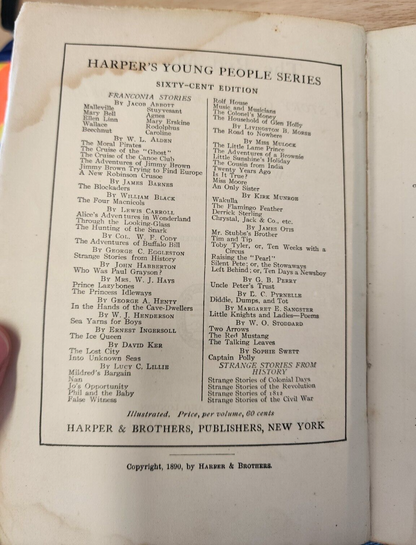 HARPER'S YOUNG PEOPLE SERIES
SIXTY-CENT EDITION
FRANCONIA STORIES
BY JACOB ABBOTT
Malleville Stuyvesant
Mary Bell Agnes
Ellen Linn Mary Erskine
Wallace Rodolphus
Beechnut Caroline
BY W. L. ALDEN
The Moral Pirates
The Cruise of the "Ghost"
The Cruise of the Canoe Club
The Adventures of Jimmy Brown
Jimmy Brown Trying to Find Europe
A New Robinson Crusoe
BY JAMES BARNES
The Blockaders
BY WILLIAM BLACK
The Four Macnicols
BY LEWIS CARROLL
Alice's Adventures in Wonderland
Through the Looking-Glass
The Hunting of the Snark
BY COL. W. F. CODY
The Adventures of Buffalo Bill
BY GEORGE C. EGGLESTON
Strange Stories from History
BY JOHN HABBERTON
Who Was Paul Grayson?
BY MRS. W. J. HAYS
Prince Lazybones
The Princess Idleways
BY GEORGE A. HENTY
In the Hands of the Cave-Dwellers
BY W. J. HENDERSON
Sea Yarns for Boys
BY ERNEST INGERSOLL
The Ice Queen
BY DAVID KER
The Lost City
Into Unknown Seas
BY LUCY C. LILLIE
Mildred's Bargain
Nan
Jo's Opportunity
Phil and the Baby
False Witness
Rolf House
Music and Musicians
The Colonel's Money
The Household of Glen Holly
BY LIVINGSTON B. MORSE
The Road to Nowhere
BY MISS MULOCK
The Little Lame Prince
The Adventures of a Brownie
Little Sunshine's Holiday
The Cousin from India
Twenty Years Ago
Is It True?
Miss Moore
An Only Sister
BY KIRK MUNROE
Wakulla
The Flamingo Feather
Derrick Sterling
Chrystal, Jack & Co., etc.
BY JAMES OTIS
Mr. Stubbs's Brother
Tim and Tip
Toby Tyler, or, Ten Weeks with a
Circus
Raising the "Pearl"
Silent Pete; or, the Stowaways
Left Behind; or, Ten Days a Newsboy
BY G. B. PERRY
Uncle Peter's Trust
BY L. C. PYRNELLE
Diddie, Dumps, and Tot
BY MARGARET E. SANGSTER
Little Knights and Ladies—Poems
BY W. O. STODDARD
Two Arrows
The Red Mustang
The Talking Leaves
BY SOPHIE SWETT
Captain Polly
STRANGE STORIES FROM
HISTORY
Strange Stories of Colonial Days
Strange Stories of the Revolution
Strange Stories of 1812
Strange Stories of the Civil War
Illustrated. Price, per volume, 60 cents
HARPER & BROTHERS, PUBLISHERS, NEW YORK
Copyright, 1890, by HARPER & BROTHERS.